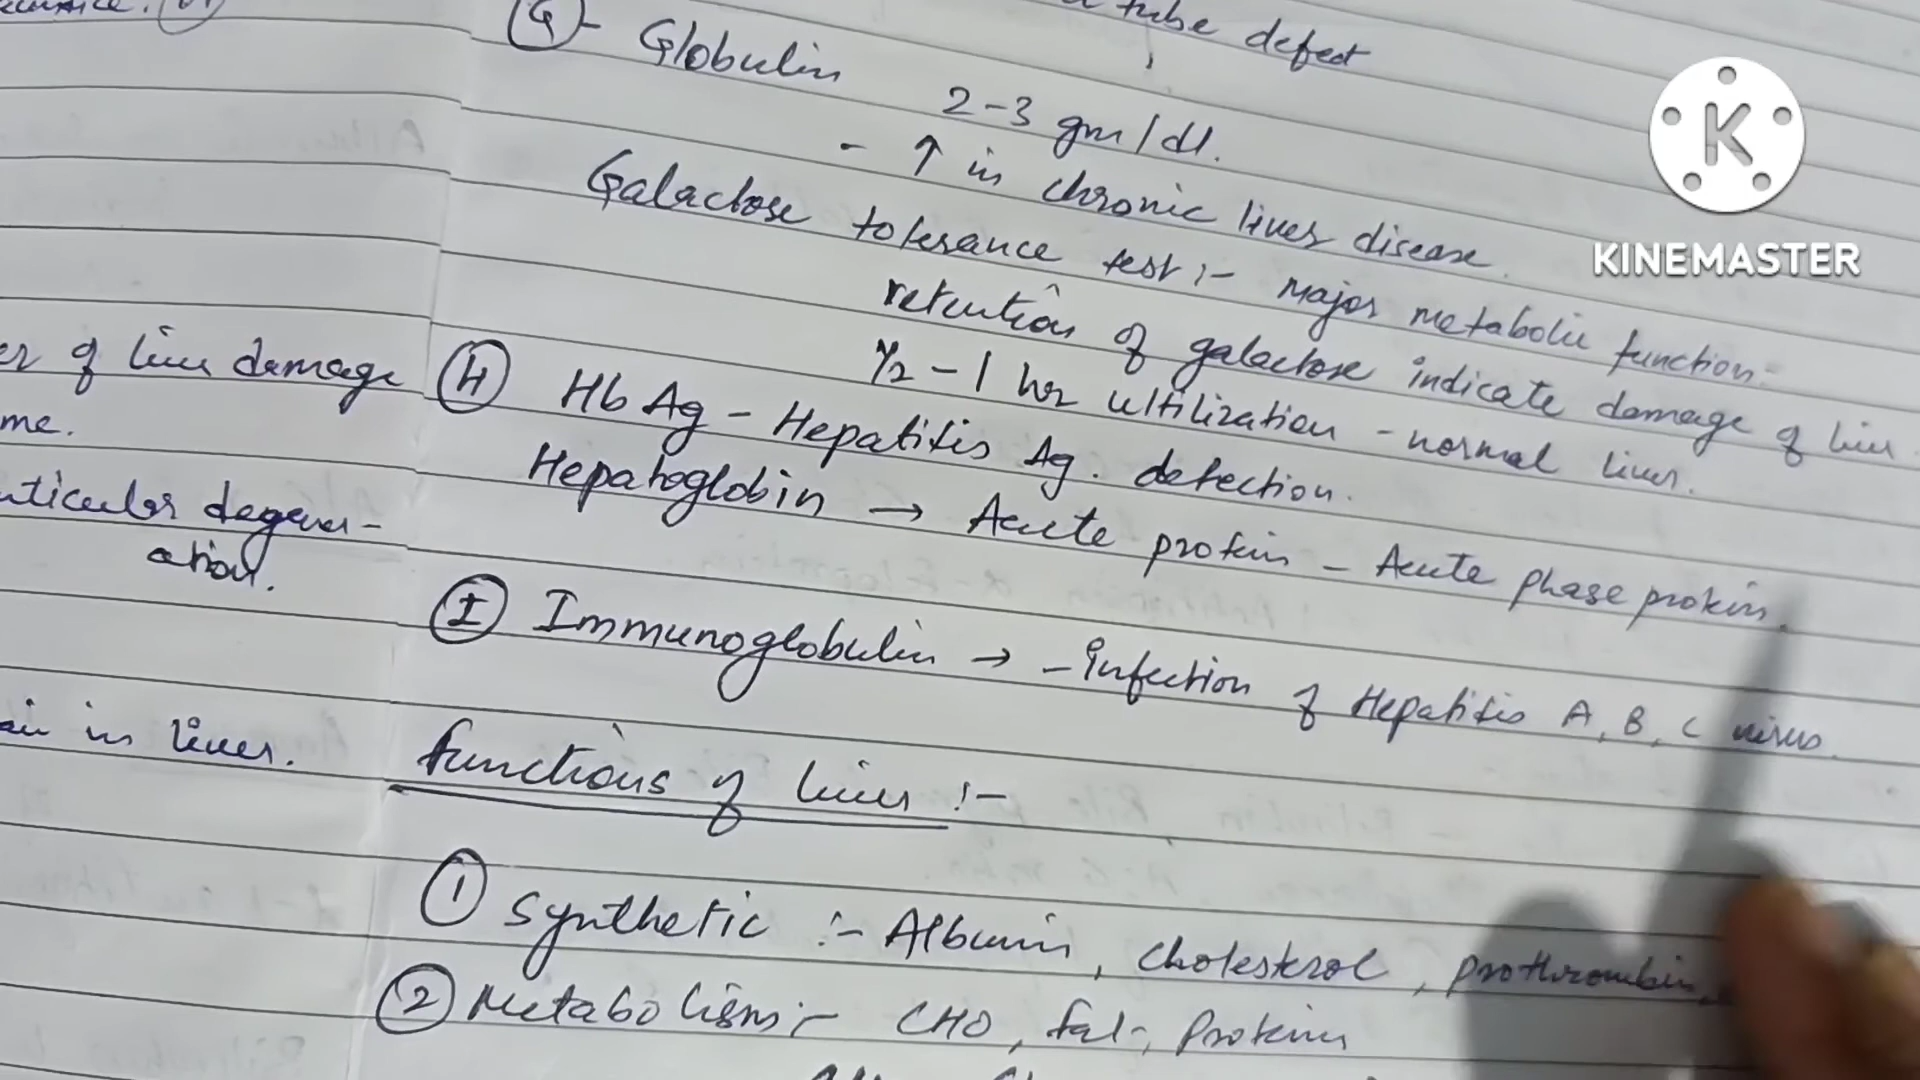 tube defect
(G)- Globulin
2-3 gm/dl.
- ↑ in chronic liver disease.
Galactose tolerance test :- Major metabolic function-
retention of galactose indicate damage of liver
1/2 - 1 hr ultilization - normal liver.
of liver damage
me.
(H) Hb Ag - Hepatitis Ag. detection.
Hepatoglobin → Acute protein - Acute phase protein.
degener-
ation.
(I) Immunoglobulin → - infection of Hepatitis A, B, C virus.
in liver.
functions of liver :-
(1) Synthetic :- Albumin, cholesterol, prothrombin,
(2) Metabolism :- CHO, fat, Proteins
K
KINEMASTER